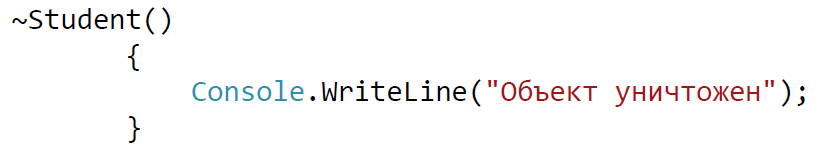 ~Student()
{
Console.WriteLine("Объект уничтожен");
}